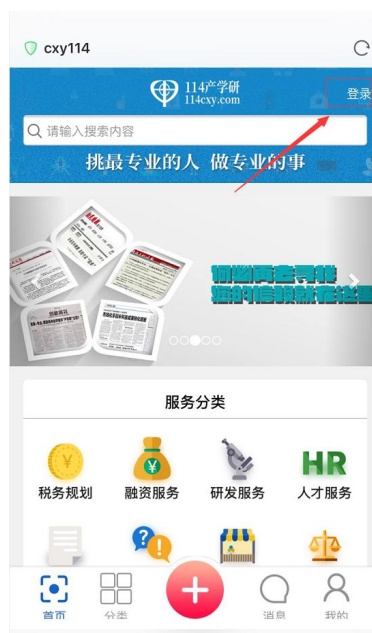 cxy114
114产学研
114cxy.com
登录
请输入搜索内容
挑最专业的人 做专业的事
服务分类
¥
¥
HR
税务规划
融资服务
研发服务
人才服务
首页
分类
消息
我的